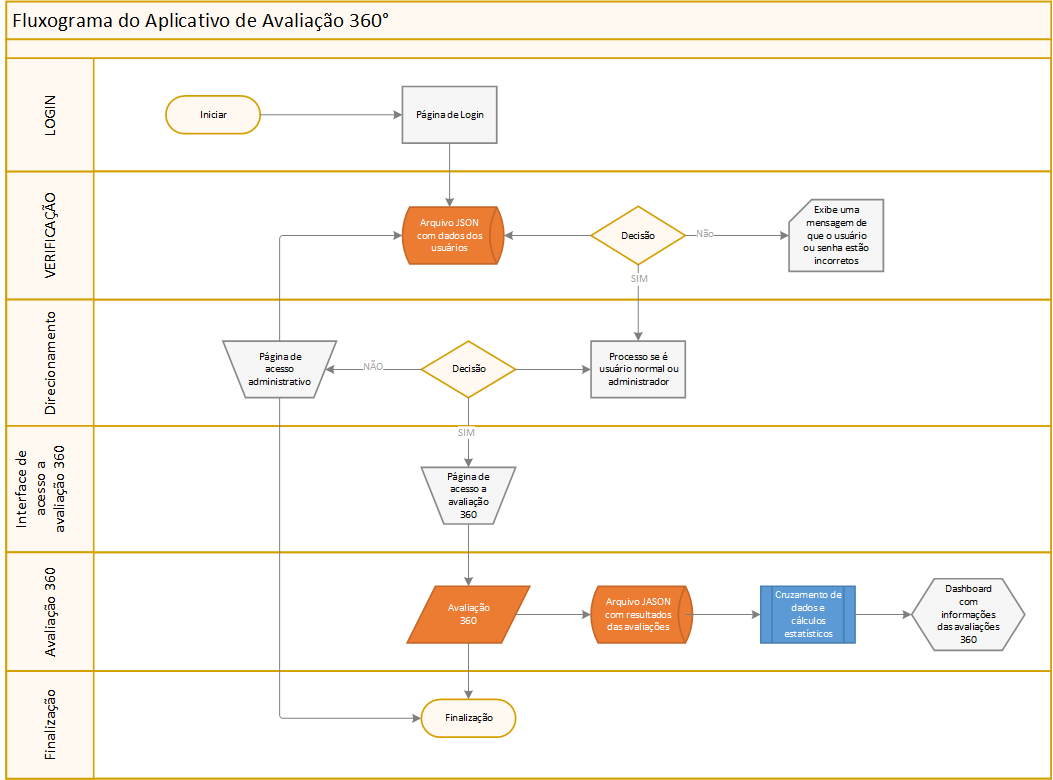 Fluxograma do Aplicativo de Avaliação 360°
LOGIN
Iniciar
Página de Login
VERIFICAÇÃO
Arquivo JSON
com dados dos
usuários
Decisão
Não
Exibe uma
mensagem de
que o usuário
ou senha estão
incorretos
SIM
Direcionamento
Página de
acesso
administrativo
NÃO
Decisão
Processo se é
usuário normal ou
administrador
SIM
Interface de
acesso a
avaliação 360
Página de
acesso a
avaliação
360
Avaliação 360
Avaliação
360
Arquivo JASON
com resultados
das avaliações
Cruzamento de
dados e
cálculos
estatísticos
Dashboard
com
informações
das avaliações
360
Finalização
Finalização